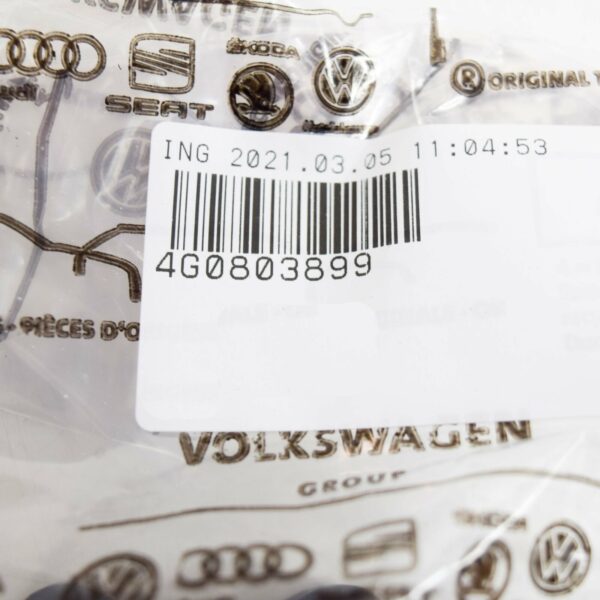 SEAT
ŠKODA
® ORIGINAL
ING 2021.03.05 11:04:53
4G0803899
PIÈCES D'O
VOLKSWAGEN
GROUP